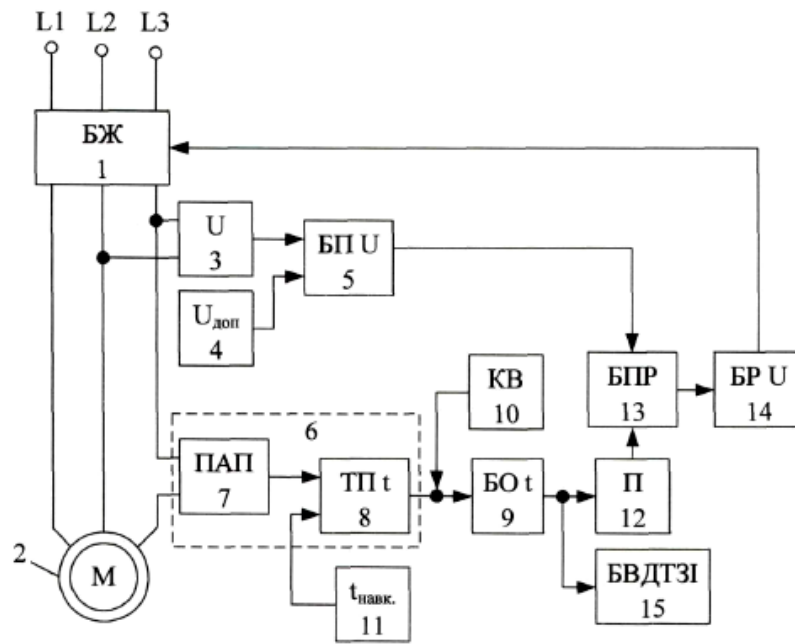 L1 L2 L3
БЖ
1
U
3
БП U
5
Uдоп
4
КВ
10
БПР
13
БР U
14
6
ПАП
7
ТП t
8
БО t
9
П
12
2
М
tнавк.
11
БВДТЗІ
15